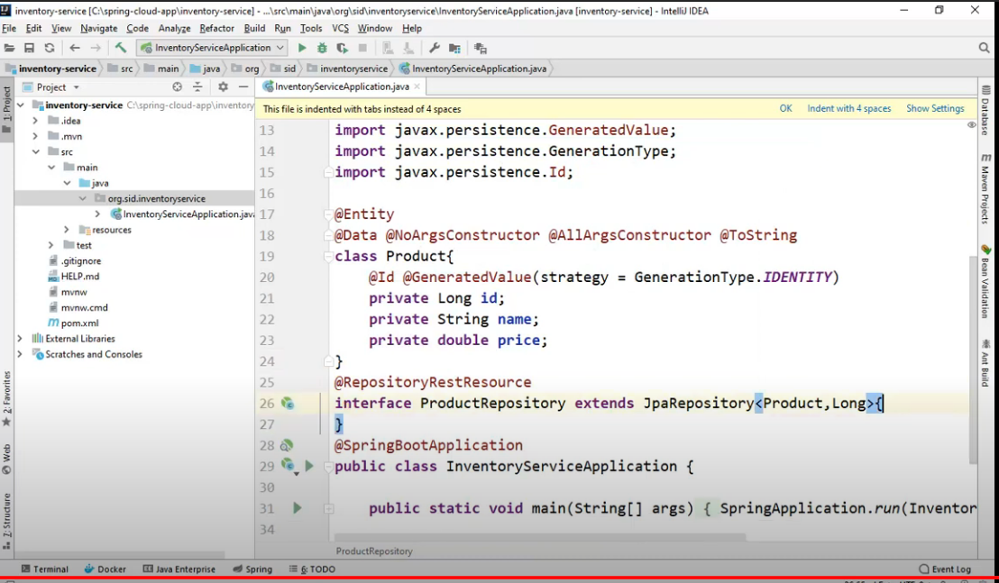 inventory-service [C:\spring-cloud-app\inventory-service] - ...\src\main\java\org\sid\inventoryservice\InventoryServiceApplication.java [inventory-service] - IntelliJ IDEA
File Edit View Navigate Code Analyze Refactor Build Run Tools VCS Window Help
InventoryServiceApplication
inventory-service src main java org sid inventoryservice InventoryServiceApplication.java
Project
InventoryServiceApplication.java
1: Project
inventory-service C:\spring-cloud-app\inventory
.idea
.mvn
src
main
java
org.sid.inventoryservice
InventoryServiceApplication.jav
resources
test
.gitignore
HELP.md
mvnw
mvnw.cmd
pom.xml
External Libraries
Scratches and Consoles
2: Favorites
Web
Z: Structure
This file is indented with tabs instead of 4 spaces OK Indent with 4 spaces Show Settings
13 import javax.persistence.GeneratedValue;
14 import javax.persistence.GenerationType;
15 import javax.persistence.Id;
16
17 @Entity
18 @Data @NoArgsConstructor @AllArgsConstructor @ToString
19 class Product{
20 @Id @GeneratedValue(strategy = GenerationType.IDENTITY)
21 private Long id;
22 private String name;
23 private double price;
24 }
25 @RepositoryRestResource
26 interface ProductRepository extends JpaRepository<Product,Long>{
27 }
28 @SpringBootApplication
29 public class InventoryServiceApplication {
30
31 public static void main(String[] args) { SpringApplication.run(Inventor
34
ProductRepository
Database
Maven Projects
Bean Validation
Ant Build
Terminal Docker Java Enterprise Spring 6: TODO Event Log